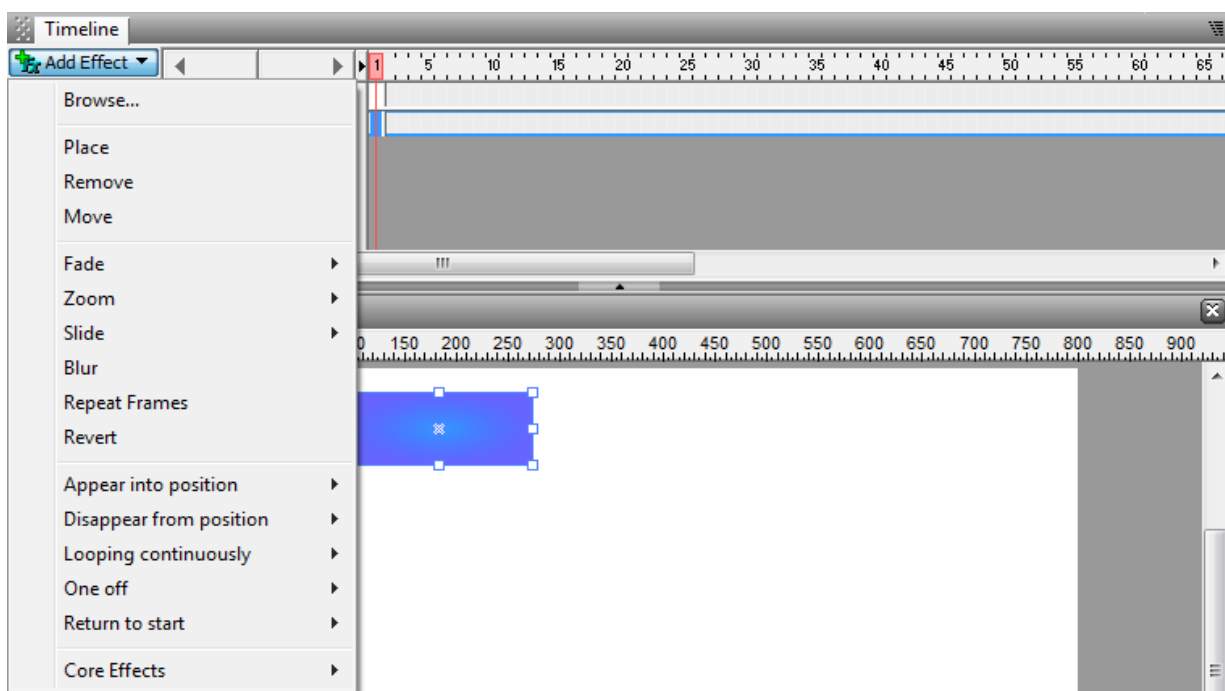 Timeline
Add Effect
1 5 10 15 20 25 30 35 40 45 50 55 60 65
Browse...
Place
Remove
Move
Fade
Zoom
Slide
Blur
Repeat Frames
Revert
Appear into position
Disappear from position
Looping continuously
One off
Return to start
Core Effects
150 200 250 300 350 400 450 500 550 600 650 700 750 800 850 900